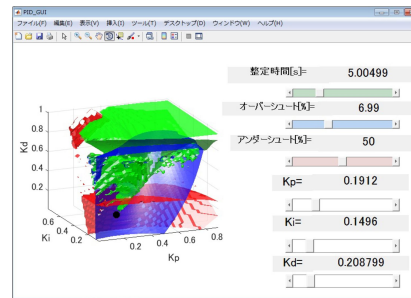 PID_GUI
ファイル(F) 編集(E) 表示(V) 挿入(I) ツール(T) デスクトップ(D) ウィンドウ(W) ヘルプ(H)
整定時間[s]= 5.00499
オーバーシュート[%]= 6.99
アンダーシュート[%]= 50
Kp= 0.1912
Ki= 0.1496
Kd= 0.208799
1
0.8
0.6
0.4
0.2
Kd
0.6
0.4
0.2
Ki
0.2
0.4
0.6
0.8
Kp